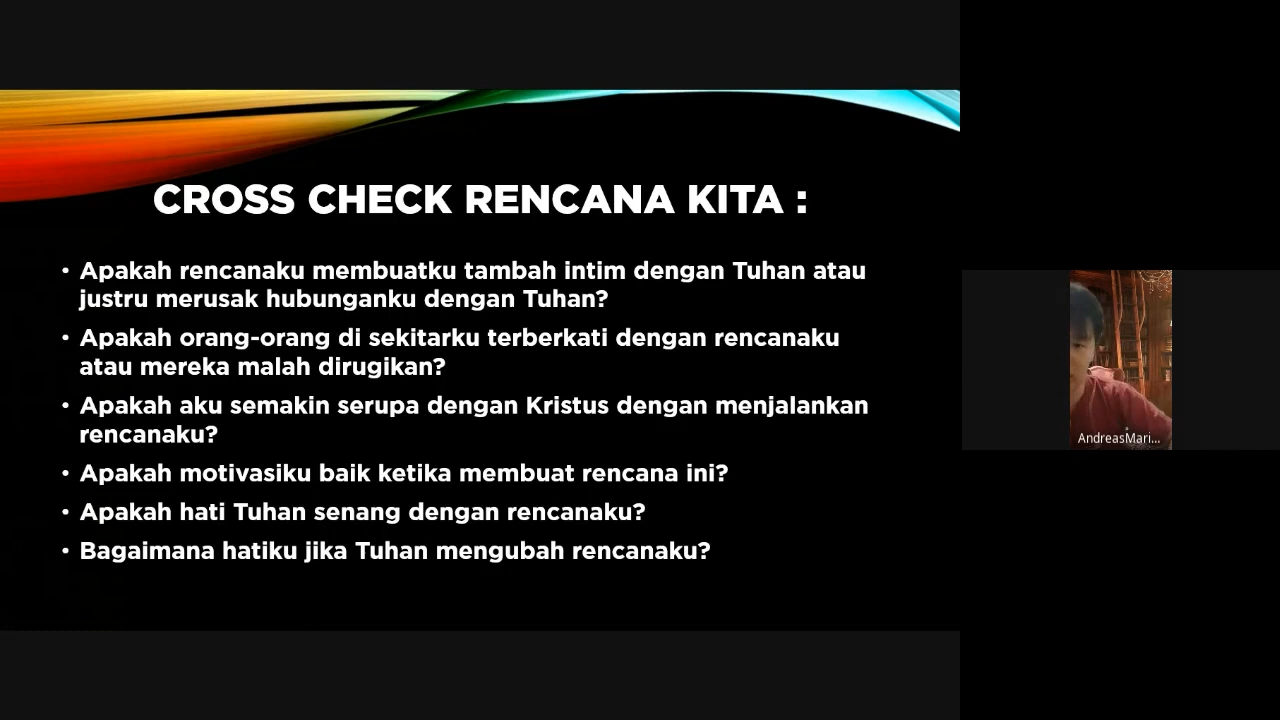 CROSS CHECK RENCANA KITA :
• Apakah rencanaku membuatku tambah intim dengan Tuhan atau
justru merusak hubunganku dengan Tuhan?
• Apakah orang-orang di sekitarku terberkati dengan rencanaku
atau mereka malah dirugikan?
• Apakah aku semakin serupa dengan Kristus dengan menjalankan
rencanaku?
• Apakah motivasiku baik ketika membuat rencana ini?
• Apakah hati Tuhan senang dengan rencanaku?
• Bagaimana hatiku jika Tuhan mengubah rencanaku?
AndreasMari...